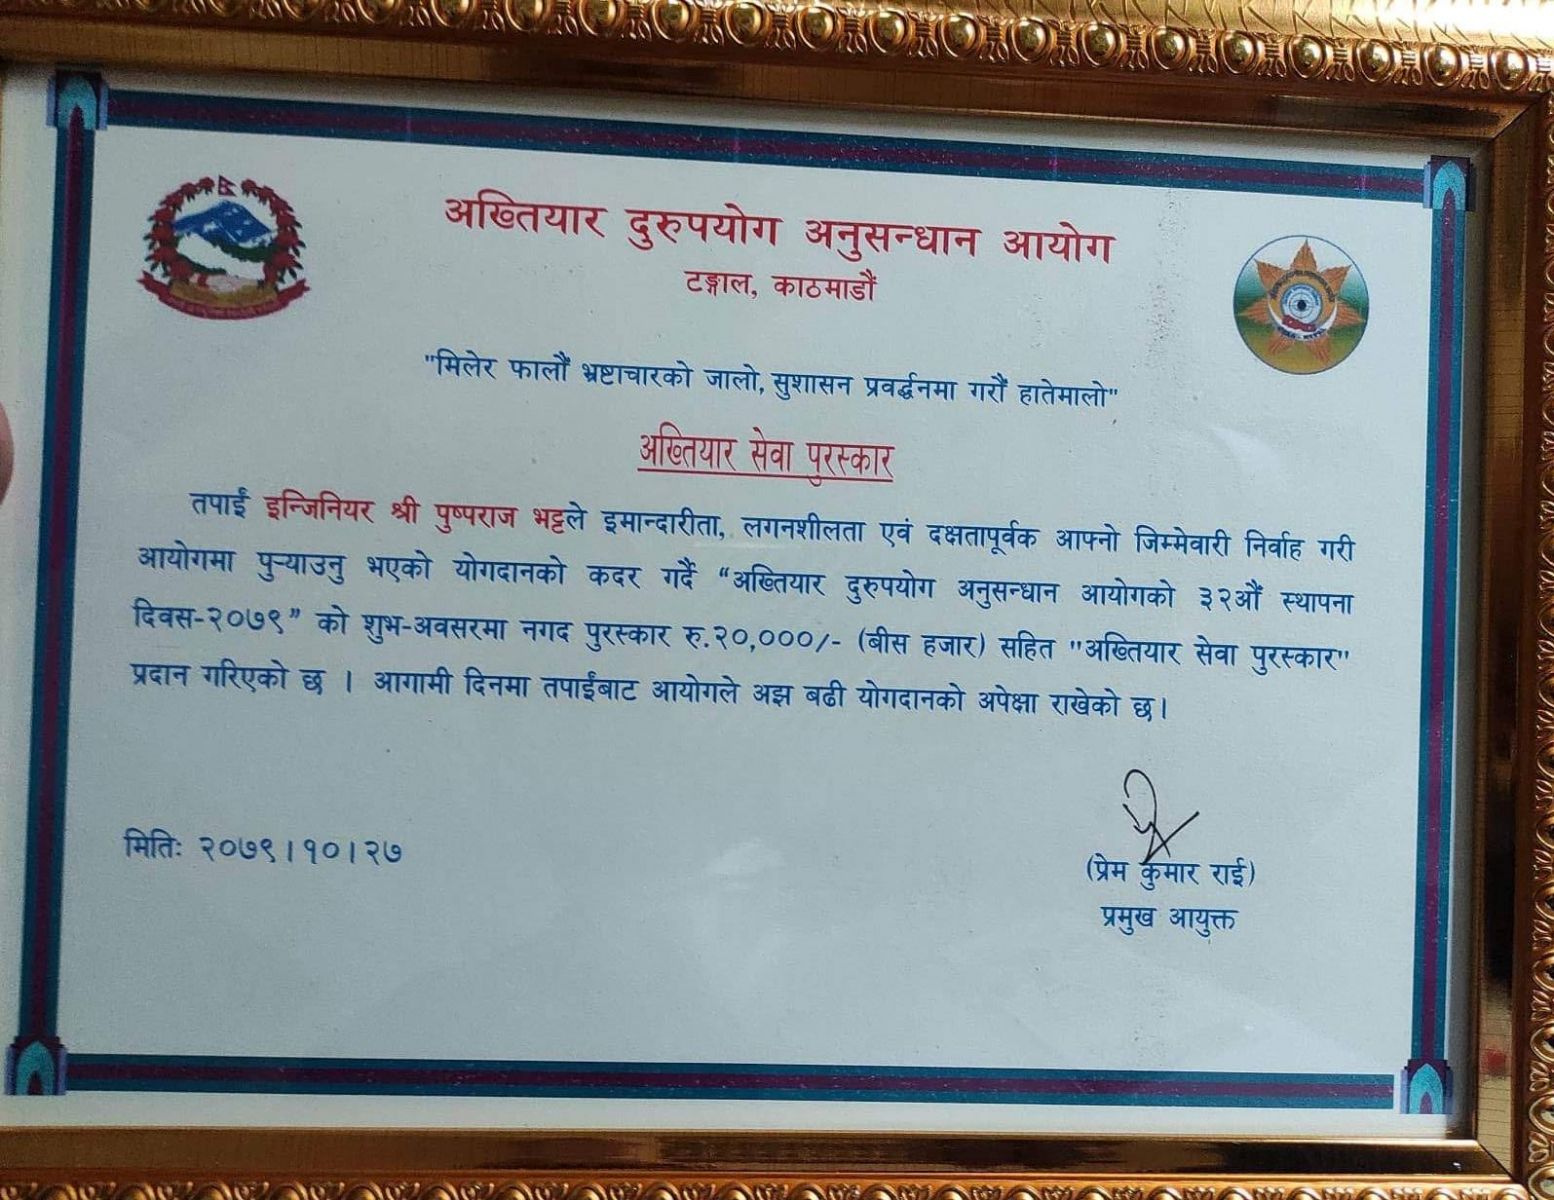 अख्तियार दुरुपयोग अनुसन्धान आयोग
टङ्गाल, काठमाडौं
"मिलेर फालौं भ्रष्टाचारको जालो, सुशासन प्रवर्द्धनमा गरौं हातेमालो"
अख्तियार सेवा पुरस्कार
तपाईं इन्जिनियर श्री पुष्पराज भट्टले इमान्दारीता, लगनशीलता एवं दक्षतापूर्वक आफ्नो जिम्मेवारी निर्वाह गरी
आयोगमा पुऱ्याउनु भएको योगदानको कदर गर्दै “अख्तियार दुरुपयोग अनुसन्धान आयोगको ३२औं स्थापना
दिवस-२०७९” को शुभ-अवसरमा नगद पुरस्कार रु.२०,०००/- (बीस हजार) सहित "अख्तियार सेवा पुरस्कार"
प्रदान गरिएको छ । आगामी दिनमा तपाईंबाट आयोगले अझ बढी योगदानको अपेक्षा राखेको छ।
मितिः २०७९।१०।२७
(प्रेम कुमार राई)
प्रमुख आयुक्त